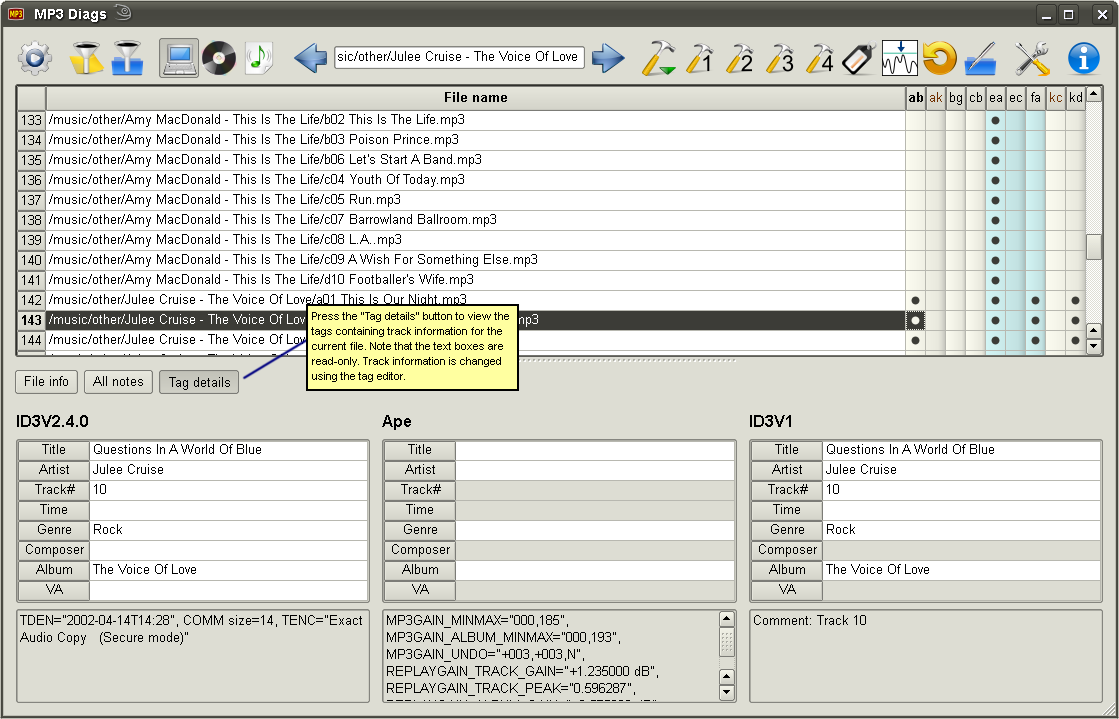 MP3 MP3 Diags
sic/other/Julee Cruise - The Voice Of Love
1 2 3 4
File name ab ak bg cb ea ec fa kc kd
133 /music/other/Amy MacDonald - This Is The Life/b02 This Is The Life.mp3
134 /music/other/Amy MacDonald - This Is The Life/b03 Poison Prince.mp3
135 /music/other/Amy MacDonald - This Is The Life/b06 Let's Start A Band.mp3
136 /music/other/Amy MacDonald - This Is The Life/c04 Youth Of Today.mp3
137 /music/other/Amy MacDonald - This Is The Life/c05 Run.mp3
138 /music/other/Amy MacDonald - This Is The Life/c07 Barrowland Ballroom.mp3
139 /music/other/Amy MacDonald - This Is The Life/c08 L.A..mp3
140 /music/other/Amy MacDonald - This Is The Life/c09 A Wish For Something Else.mp3
141 /music/other/Amy MacDonald - This Is The Life/d10 Footballer's Wife.mp3
142 /music/other/Julee Cruise - The Voice Of Love/a01 This Is Our Night.mp3
143 /music/other/Julee Cruise - The Voice Of Lov mp3
144 /music/other/Julee Cruise - The Voice Of Lov
Press the "Tag details" button to view the
tags containing track information for the
current file. Note that the text boxes are
read-only. Track information is changed
using the tag editor.
File info All notes Tag details
ID3V2.4.0
Title Questions In A World Of Blue
Artist Julee Cruise
Track# 10
Time
Genre Rock
Composer
Album The Voice Of Love
VA
TDEN="2002-04-14T14:28", COMM size=14, TENC="Exact
Audio Copy (Secure mode)"
Ape
Title
Artist
Track#
Time
Genre
Composer
Album
VA
MP3GAIN_MINMAX="000,185",
MP3GAIN_ALBUM_MINMAX="000,193",
MP3GAIN_UNDO="+003,+003,N",
REPLAYGAIN_TRACK_GAIN="+1.235000 dB",
REPLAYGAIN_TRACK_PEAK="0.596287",
ID3V1
Title Questions In A World Of Blue
Artist Julee Cruise
Track# 10
Time
Genre Rock
Composer
Album The Voice Of Love
VA
Comment: Track 10